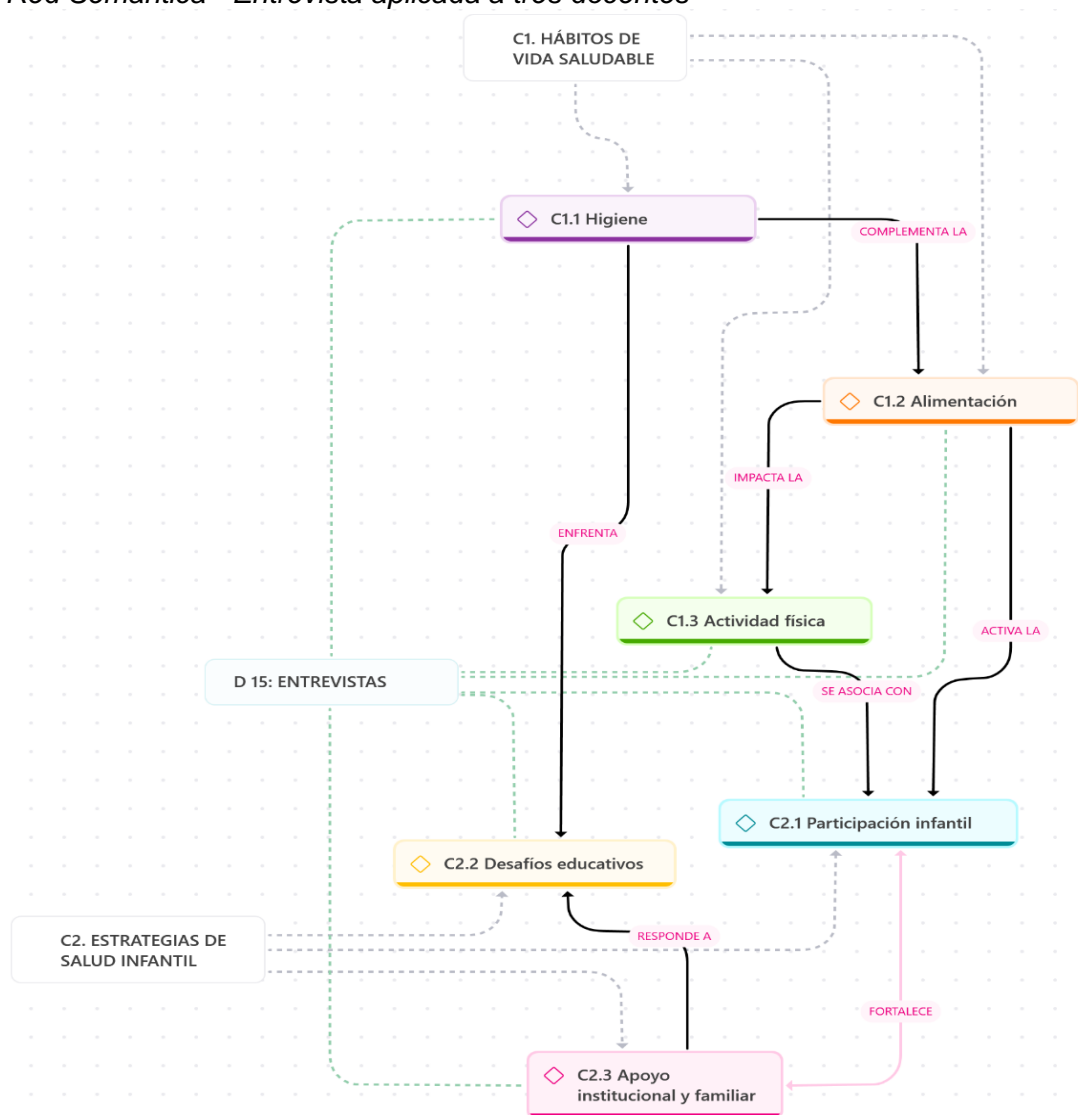 Red Semántica - Entrevista aplicada a tres docentes
C1. HÁBITOS DE
VIDA SALUDABLE
C1.1 Higiene
COMPLEMENTA LA
C1.2 Alimentación
IMPACTA LA
ENFRENTA
C1.3 Actividad física
ACTIVA LA
D 15: ENTREVISTAS
SE ASOCIA CON
C2.1 Participación infantil
C2.2 Desafíos educativos
C2. ESTRATEGIAS DE
SALUD INFANTIL
RESPONDE A
FORTALECE
C2.3 Apoyo
institucional y familiar